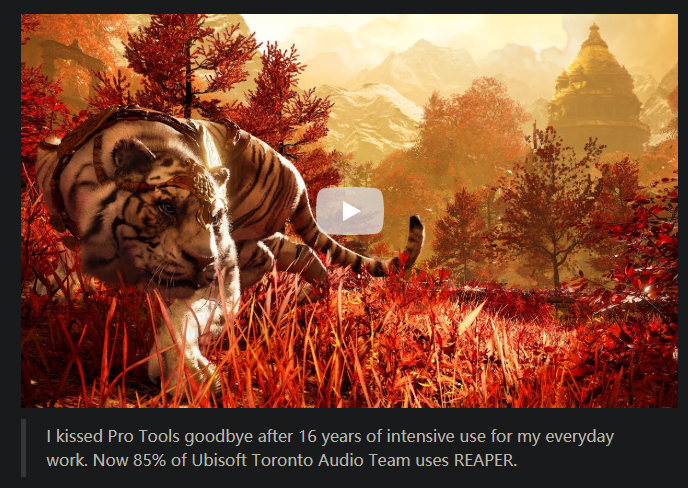 I kissed Pro Tools goodbye after 16 years of intensive use for my everyday
work. Now 85% of Ubisoft Toronto Audio Team uses REAPER.